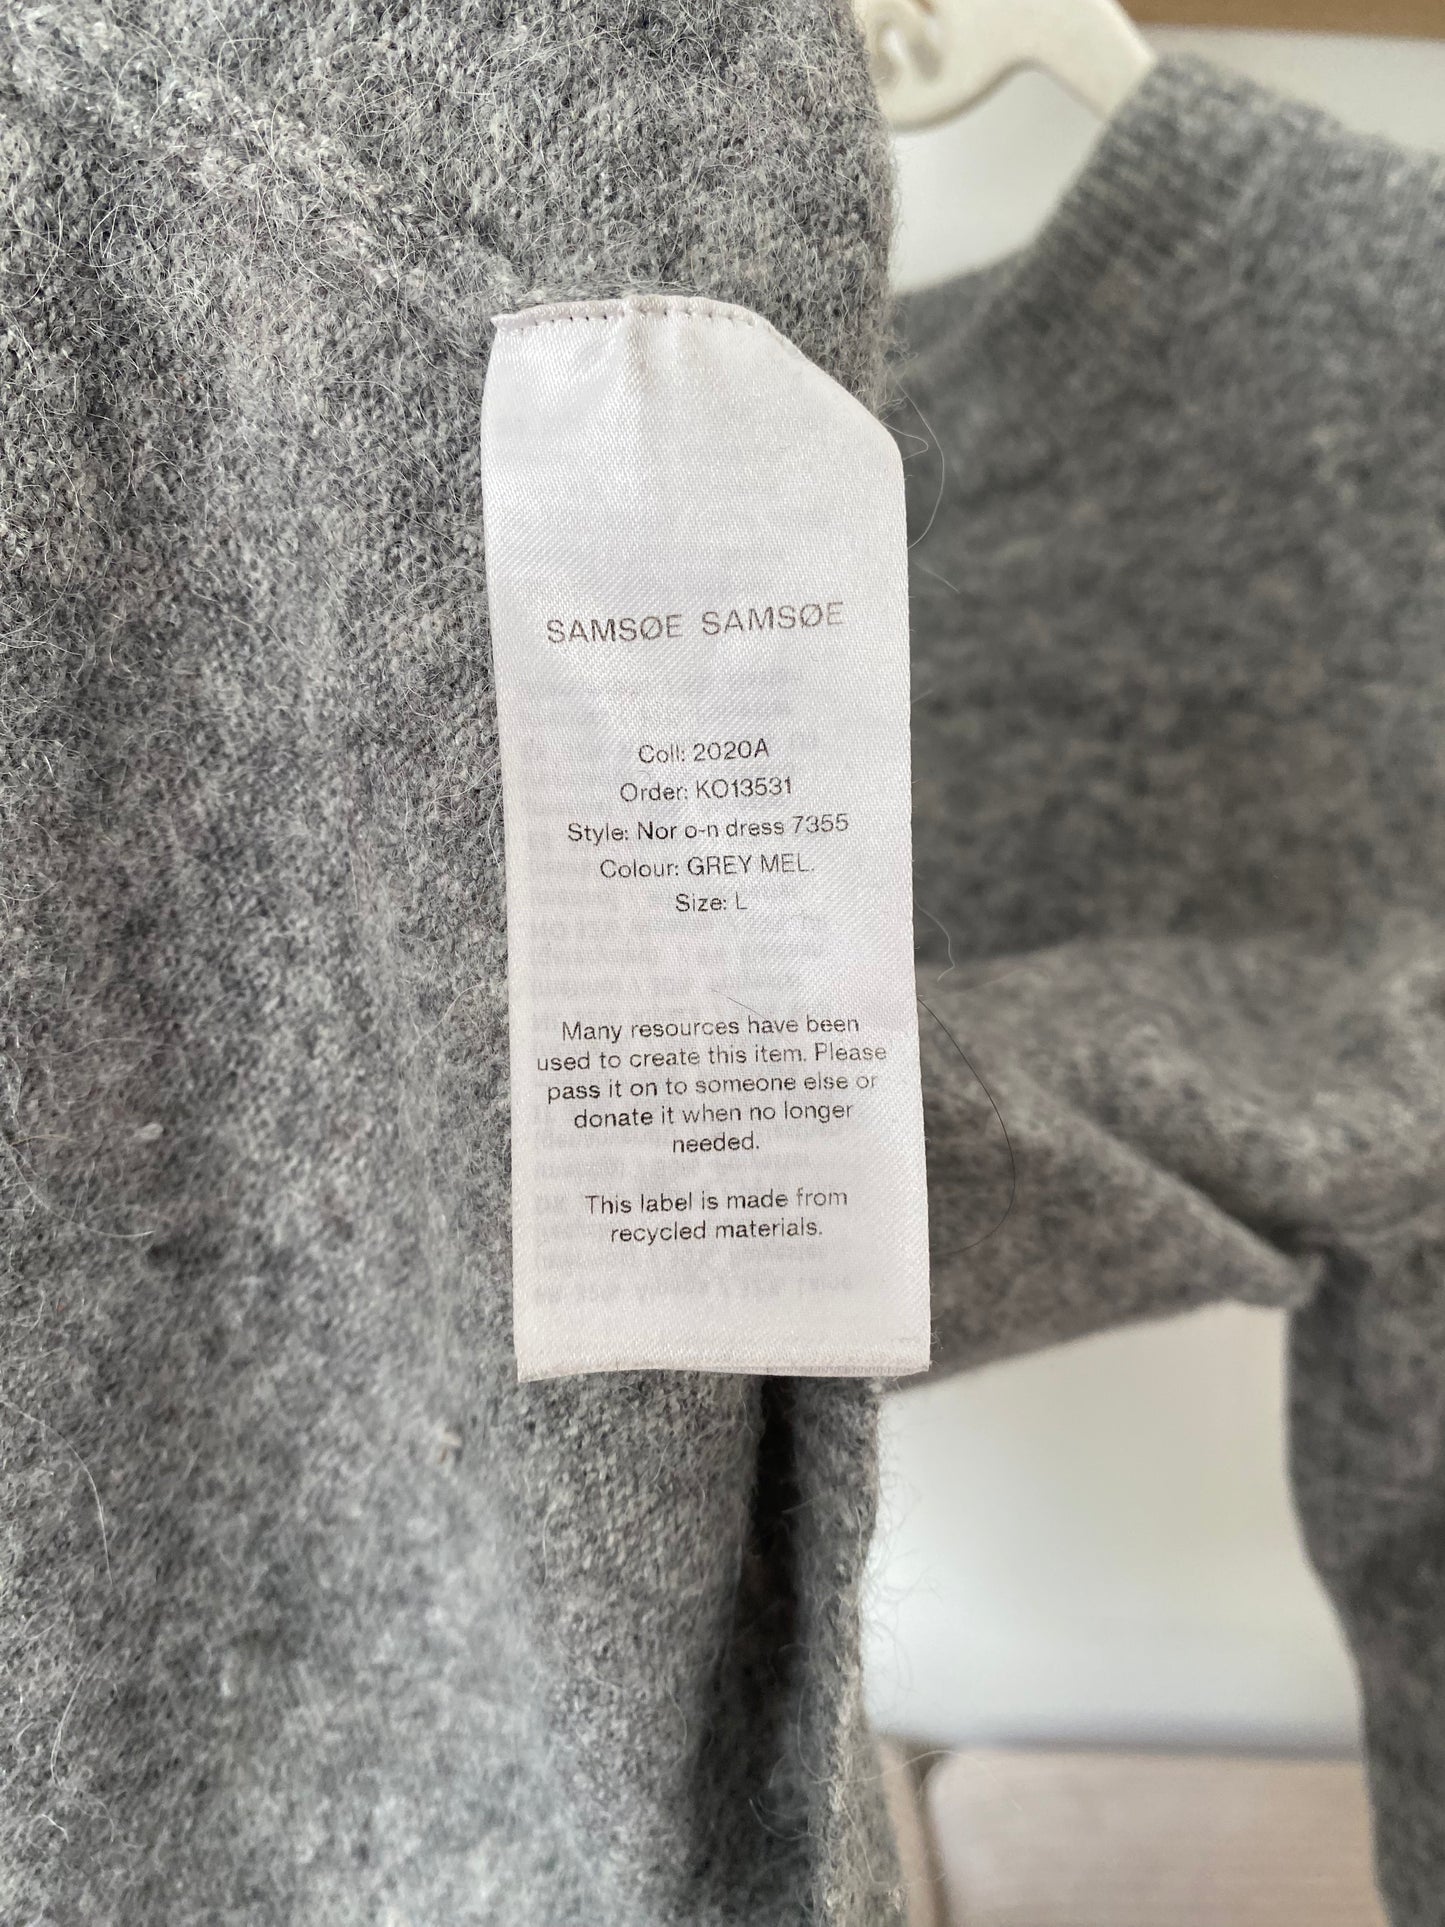 SAMSØE SAMSØE
Coll: 2020A
Order: KO13531
Style: Nor o-n dress 7355
Colour: GREY MEL.
Size: L
Many resources have been
used to create this item. Please
pass it on to someone else or
donate it when no longer
needed.
This label is made from
recycled materials.